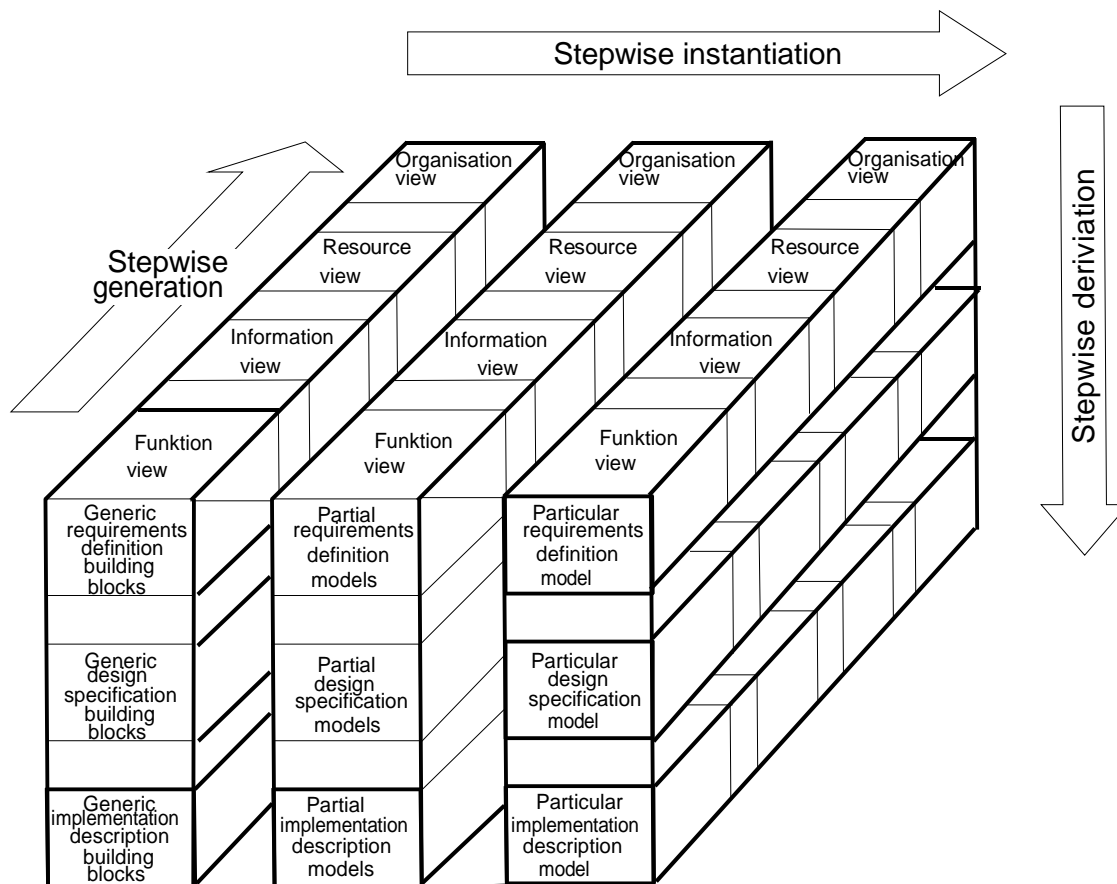 Stepwise instantiation
Stepwise deriviation
Stepwise
generation
Organisation
view
Organisation
view
Organisation
view
Resource
view
Resource
view
Resource
view
Information
view
Information
view
Information
view
Funktion
view
Funktion
view
Funktion
view
Generic
requirements
definition
building
blocks
Partial
requirements
definition
models
Particular
requirements
definition
model
Generic
design
specification
building
blocks
Partial
design
specification
models
Particular
design
specification
model
Generic
implementation
description
building
blocks
Partial
implementation
description
models
Particular
implementation
description
model